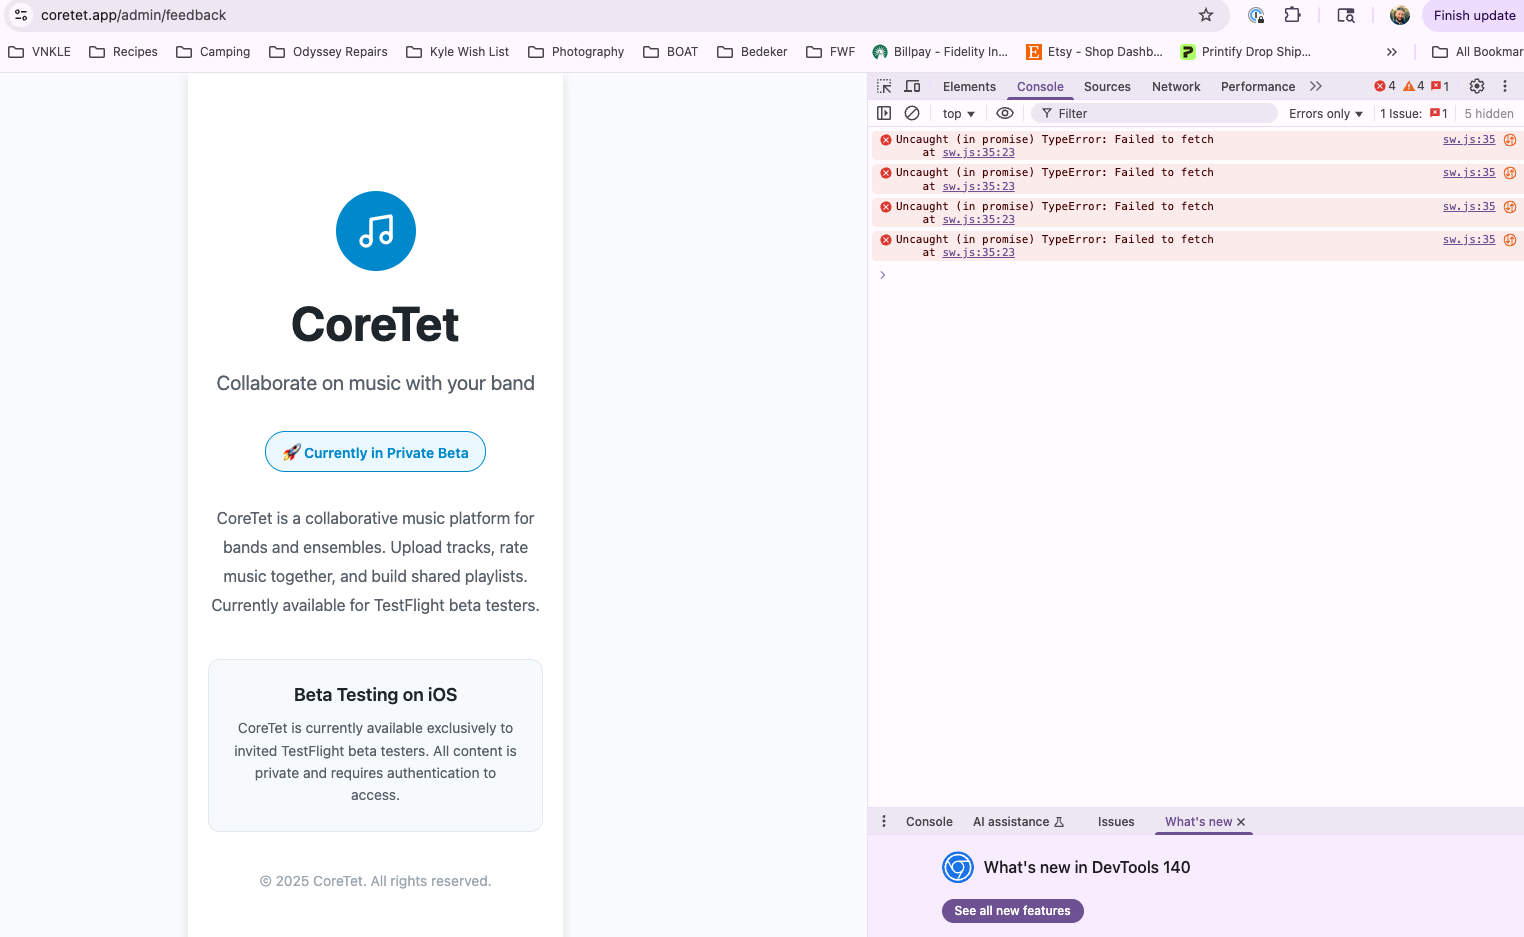 coretet.app/admin/feedback
Finish update
VNKLE Recipes Camping Odyssey Repairs Kyle Wish List Photography BOAT Bedeker FWF Billpay - Fidelity In... Etsy - Shop Dashb... Printify Drop Ship... » All Bookmar
CoreTet
Collaborate on music with your band
🚀 Currently in Private Beta
CoreTet is a collaborative music platform for
bands and ensembles. Upload tracks, rate
music together, and build shared playlists.
Currently available for TestFlight beta testers.
Beta Testing on iOS
CoreTet is currently available exclusively to
invited TestFlight beta testers. All content is
private and requires authentication to
access.
© 2025 CoreTet. All rights reserved.
Elements Console Sources Network Performance » 4 4 1
top Filter Errors only 1 Issue: 1 5 hidden
Uncaught (in promise) TypeError: Failed to fetch sw.js:35
at sw.js:35:23
Uncaught (in promise) TypeError: Failed to fetch sw.js:35
at sw.js:35:23
Uncaught (in promise) TypeError: Failed to fetch sw.js:35
at sw.js:35:23
Uncaught (in promise) TypeError: Failed to fetch sw.js:35
at sw.js:35:23
Console AI assistance Issues What's new
What's new in DevTools 140
See all new features